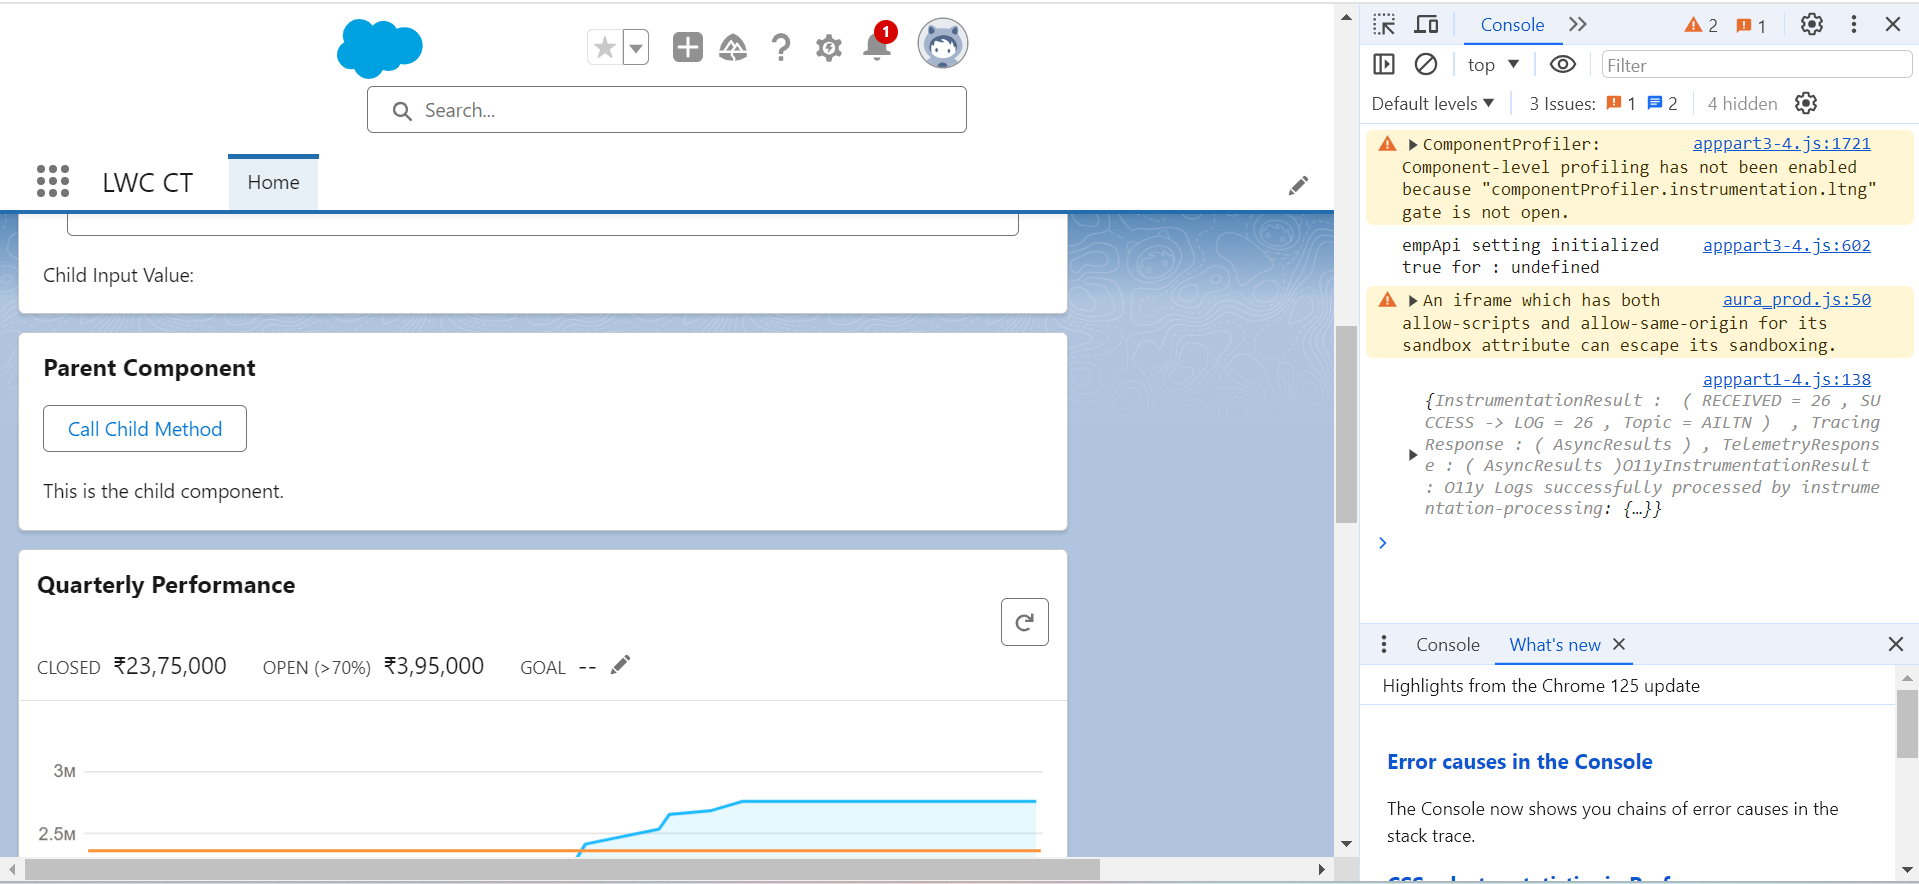 1
Search...
LWC CT
Home
Child Input Value:
Parent Component
Call Child Method
This is the child component.
Quarterly Performance
CLOSED ₹23,75,000 OPEN (>70%) ₹3,95,000 GOAL --
3M
2.5M
Console
2
1
top
Filter
Default levels
3 Issues: 1 2
4 hidden
ComponentProfiler: apppart3-4.js:1721
Component-level profiling has not been enabled
because "componentProfiler.instrumentation.ltng"
gate is not open.
empApi setting initialized apppart3-4.js:602
true for : undefined
An iframe which has both aura_prod.js:50
allow-scripts and allow-same-origin for its
sandbox attribute can escape its sandboxing.
apppart1-4.js:138
{InstrumentationResult : ( RECEIVED = 26 , SU
CCESS -> LOG = 26 , Topic = AILTN ) , Tracing
Response : ( AsyncResults ) , TelemetryRespons
e : ( AsyncResults )O11yInstrumentationResult
: O11y Logs successfully processed by instrume
ntation-processing: {…}}
Console
What's new
Highlights from the Chrome 125 update
Error causes in the Console
The Console now shows you chains of error causes in the
stack trace.